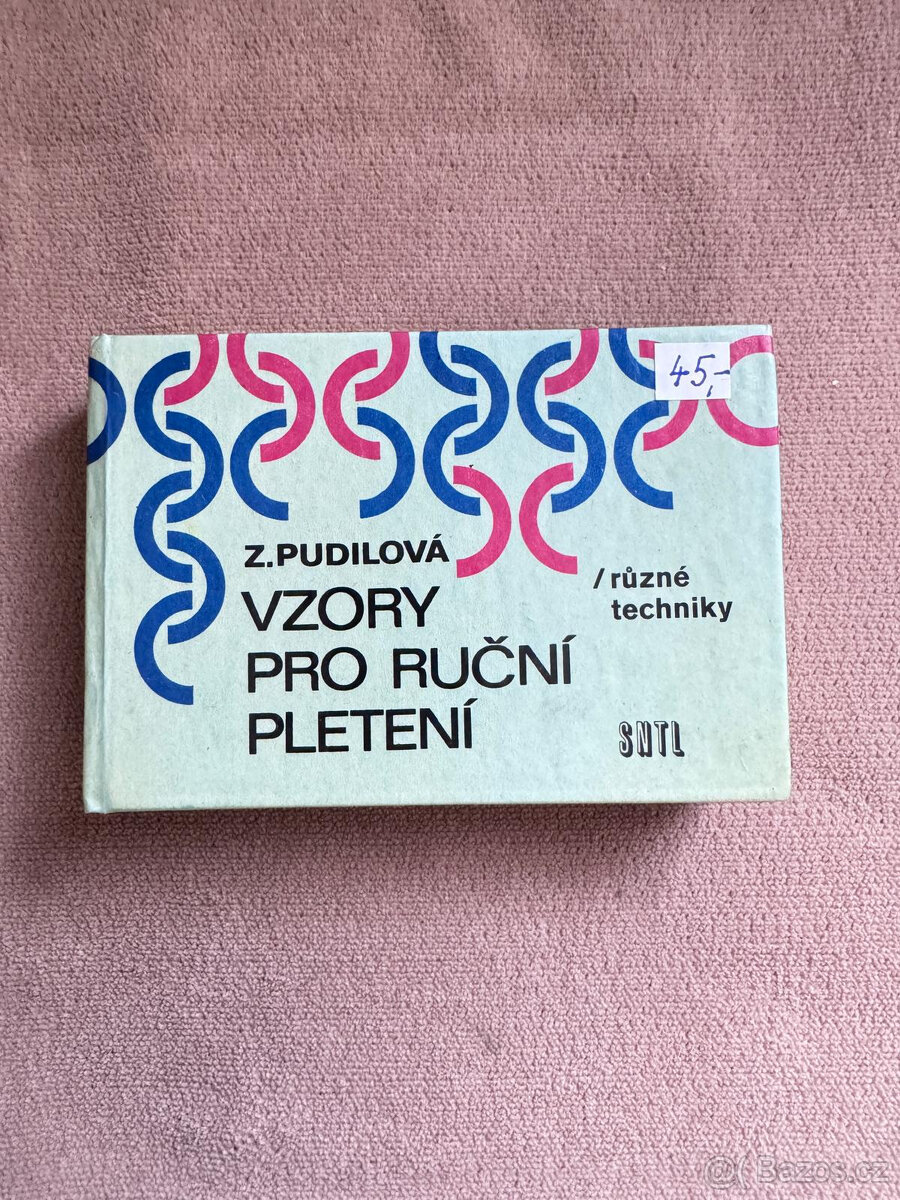 45,-
Z.PUDILOVÁ
VZORY
PRO RUČNÍ
PLETENÍ
/různé
techniky
SNTL
@ Bazos.cz